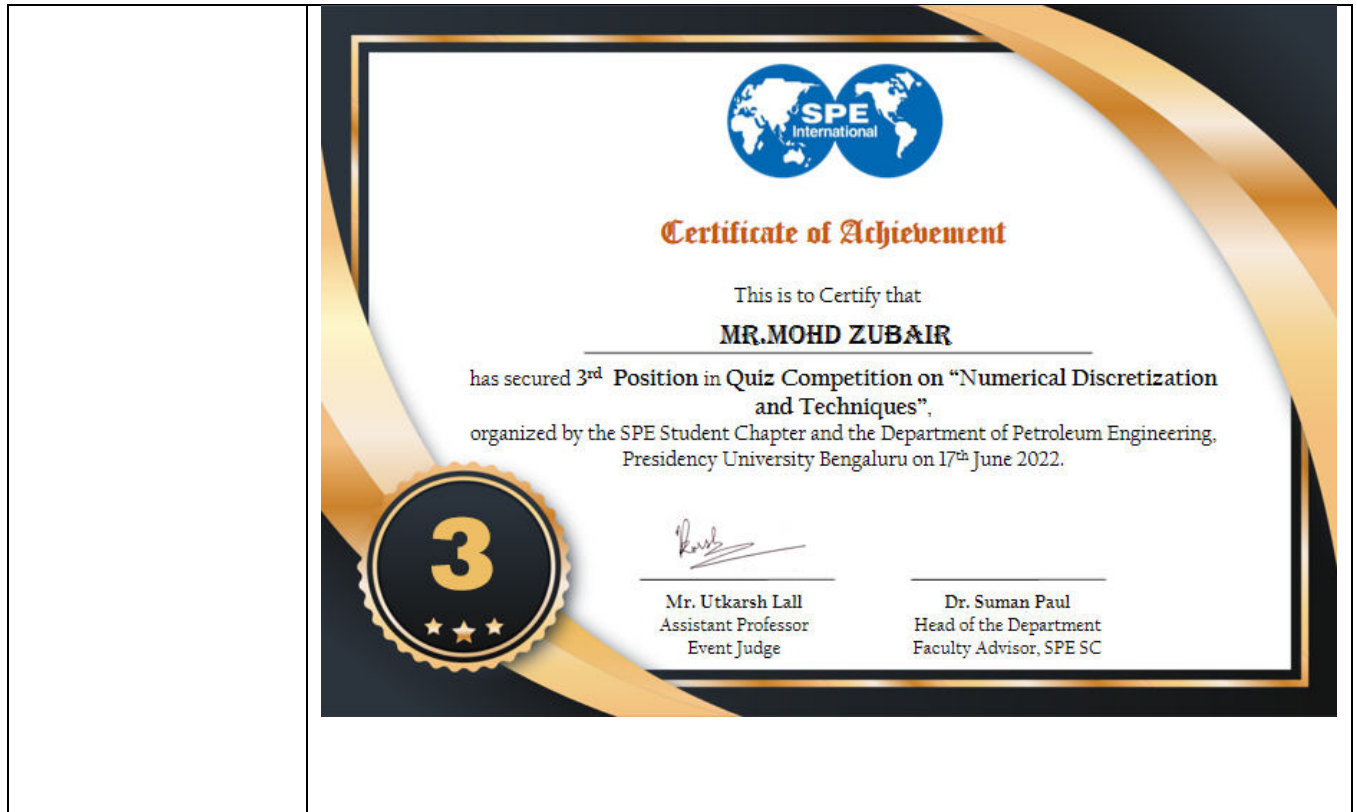 SPE
International
Certificate of Achievement
This is to Certify that
MR.MOHD ZUBAIR
has secured 3rd Position in Quiz Competition on “Numerical Discretization
and Techniques”,
organized by the SPE Student Chapter and the Department of Petroleum Engineering,
Presidency University Bengaluru on 17th June 2022.
3
Mr. Utkarsh Lall
Assistant Professor
Event Judge
Dr. Suman Paul
Head of the Department
Faculty Advisor, SPE SC